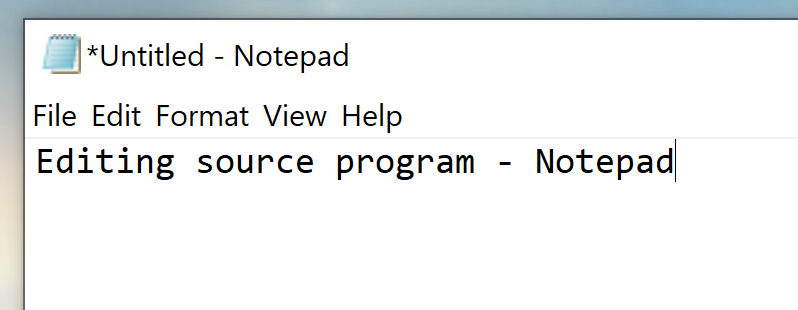 *Untitled - Notepad
File Edit Format View Help
Editing source program - Notepad